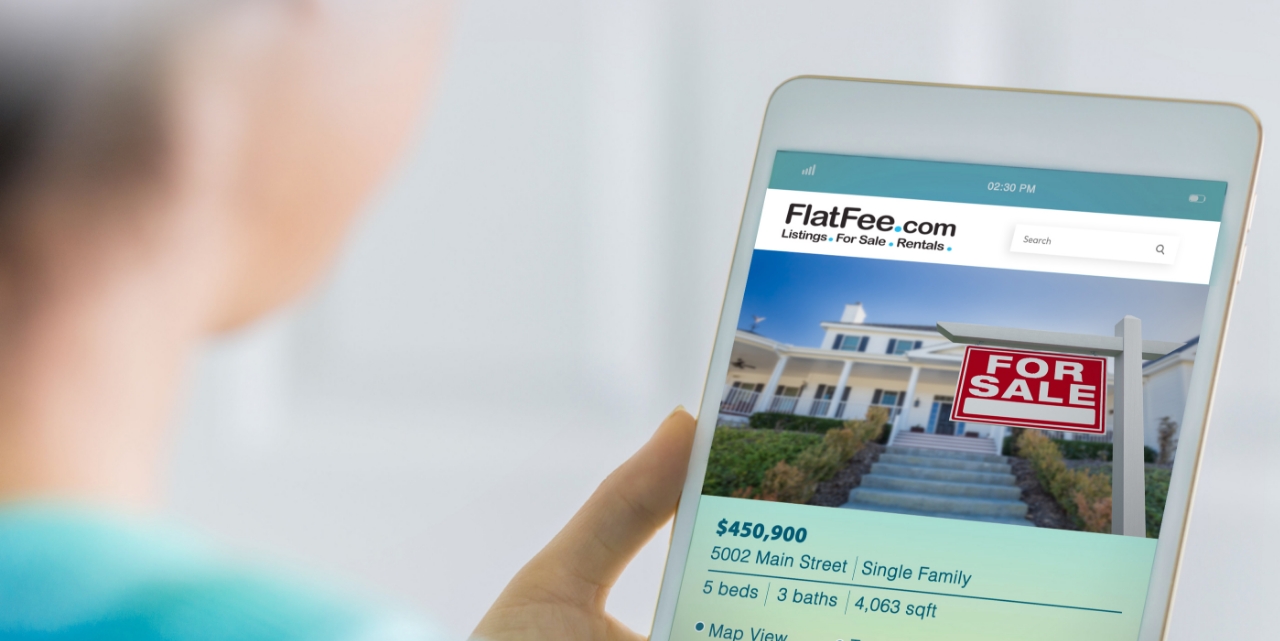 02:30 PM
FlatFee.com
Listings. For Sale. Rentals.
Search
FOR
SALE
$450,900
5002 Main Street | Single Family
5 beds | 3 baths | 4,063 sqft
• Map View